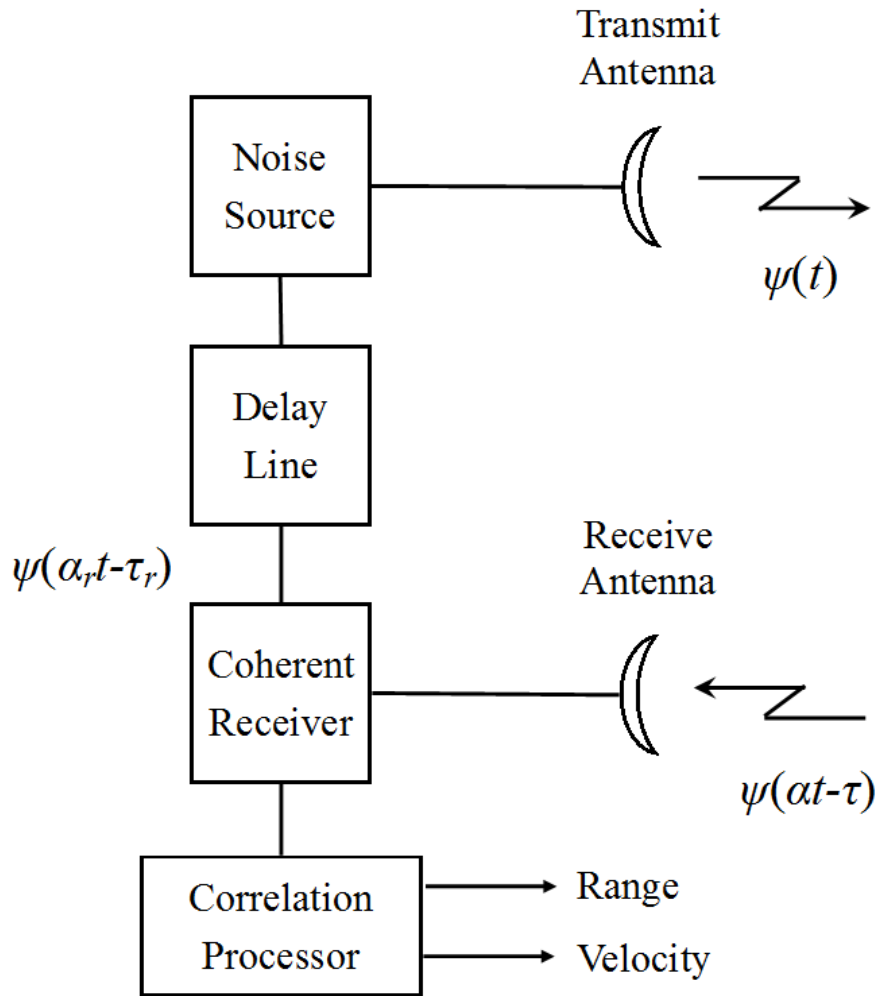 Transmit
Antenna
Noise
Source
ψ(t)
Delay
Line
ψ(αᵣt-τᵣ)
Receive
Antenna
Coherent
Receiver
ψ(αt-τ)
Correlation
Processor
Range
Velocity